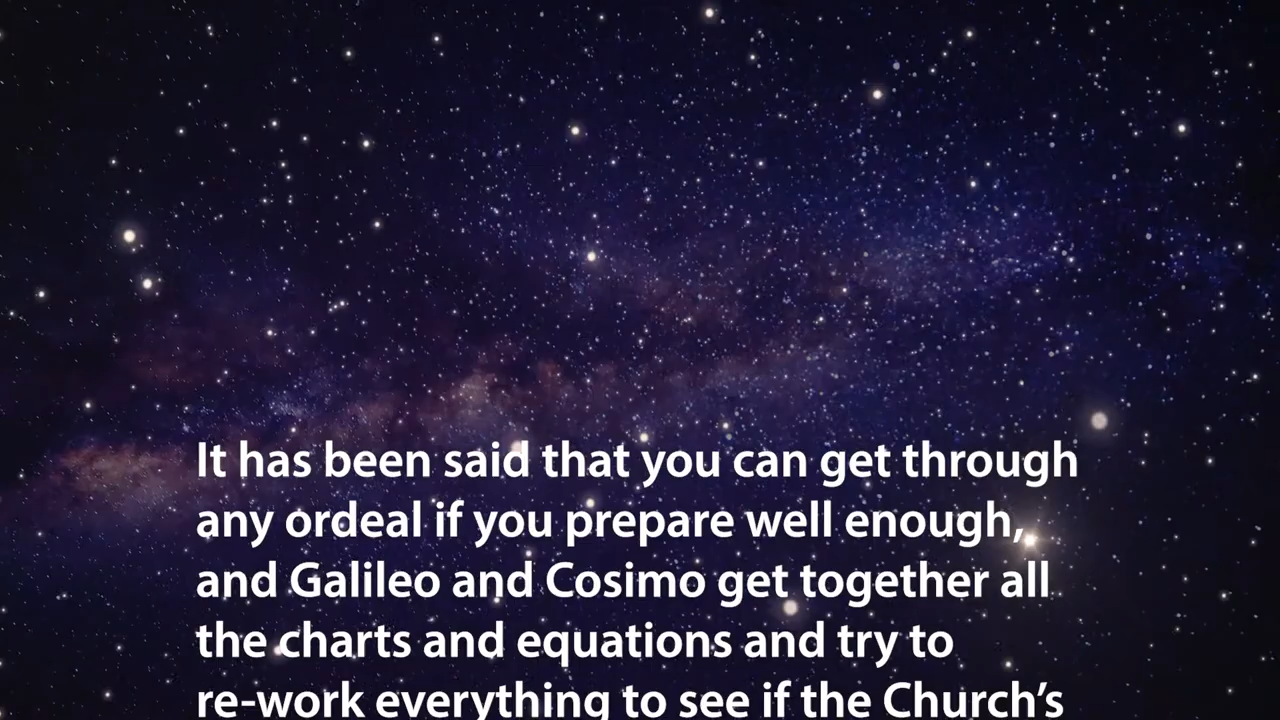 It has been said that you can get through
any ordeal if you prepare well enough,
and Galileo and Cosimo get together all
the charts and equations and try to
re-work everything to see if the Church’s